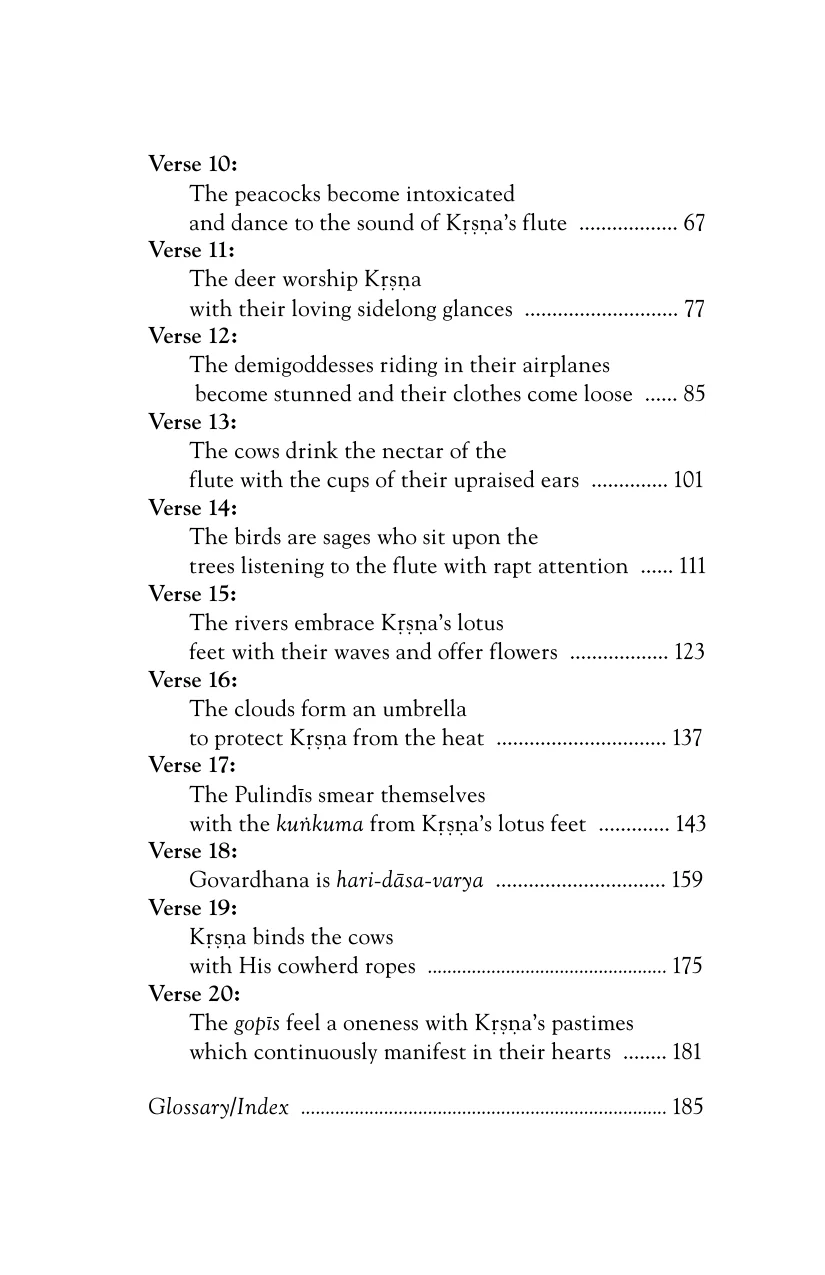 Verse 10:
The peacocks become intoxicated
and dance to the sound of Kṛṣṇa’s flute .................. 67
Verse 11:
The deer worship Kṛṣṇa
with their loving sidelong glances ............................ 77
Verse 12:
The demigoddesses riding in their airplanes
become stunned and their clothes come loose ...... 85
Verse 13:
The cows drink the nectar of the
flute with the cups of their upraised ears .............. 101
Verse 14:
The birds are sages who sit upon the
trees listening to the flute with rapt attention ...... 111
Verse 15:
The rivers embrace Kṛṣṇa’s lotus
feet with their waves and offer flowers .................. 123
Verse 16:
The clouds form an umbrella
to protect Kṛṣṇa from the heat ............................... 137
Verse 17:
The Pulindīs smear themselves
with the kuṅkuma from Kṛṣṇa’s lotus feet ............. 143
Verse 18:
Govardhana is hari-dāsa-varya ............................... 159
Verse 19:
Kṛṣṇa binds the cows
with His cowherd ropes ................................................. 175
Verse 20:
The gopīs feel a oneness with Kṛṣṇa’s pastimes
which continuously manifest in their hearts ........ 181
Glossary/Index ........................................................................... 185